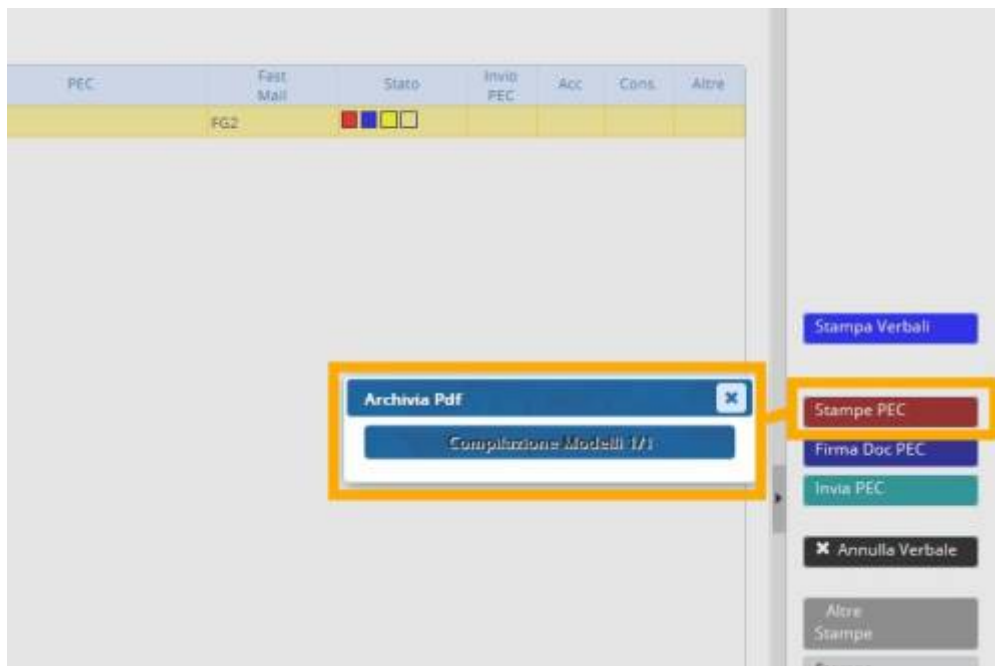 PEC
Fast
Mail
Stato
Invio
PEC
Acc
Cons.
Altre
FG2
Stampa Verbali
Archivia Pdf
Stampe PEC
Compilazione Modelli 1/1
Firma Doc PEC
Invia PEC
Annulla Verbale
Altre
Stampe